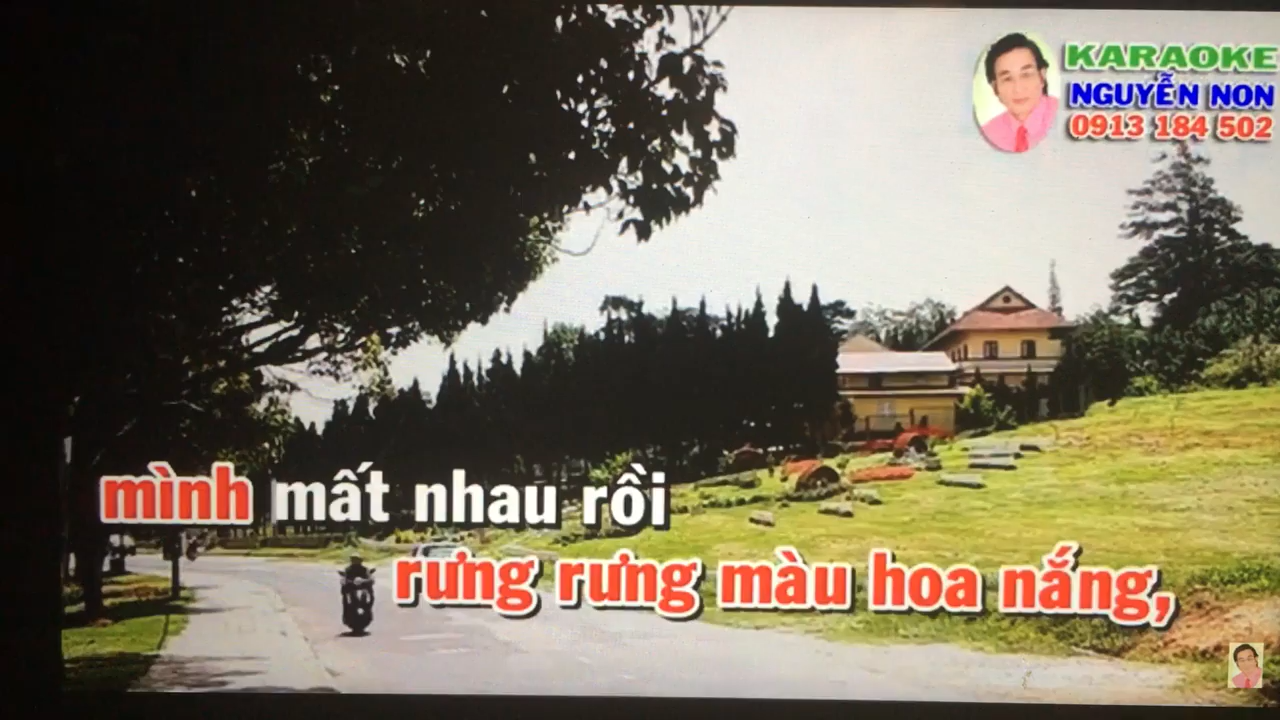 KARAOKE
NGUYỄN NON
0913 184 502
mình mất nhau rồi
rưng rưng màu hoa nắng,